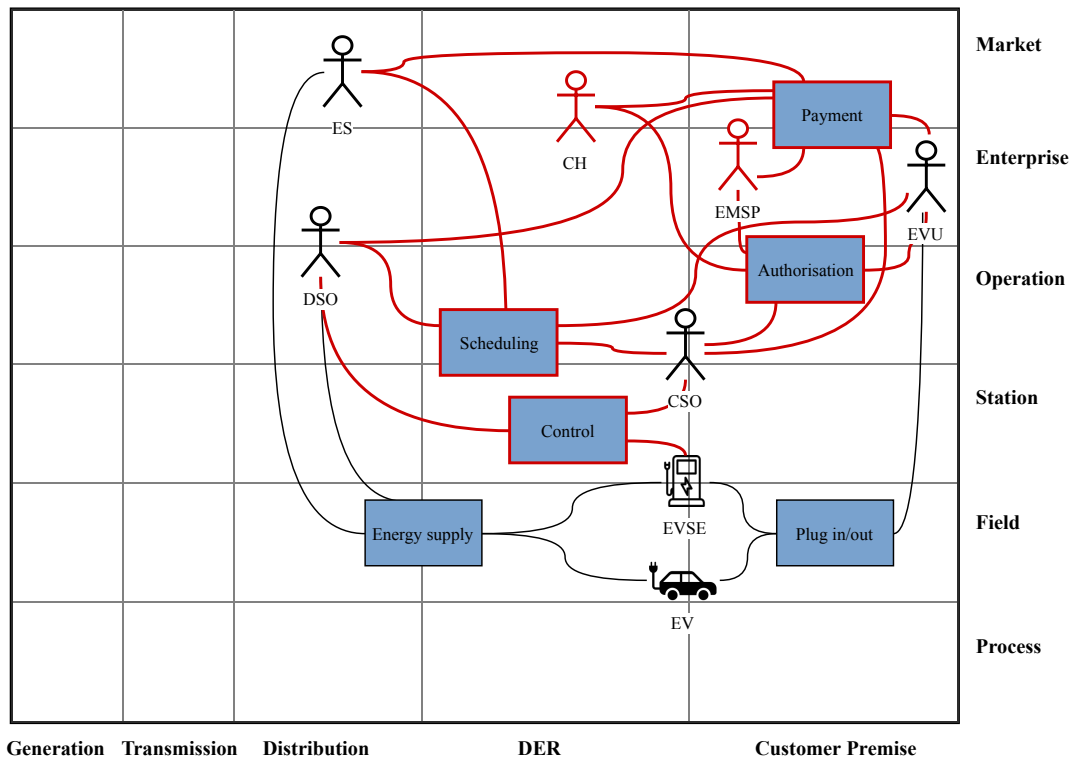 Market
Payment
ES
Enterprise
CH
EMSP
EVU
Authorisation
Operation
DSO
Scheduling
Station
CSO
Control
Field
EVSE
Energy supply
Plug in/out
EV
Process
Generation
Transmission
Distribution
DER
Customer Premise